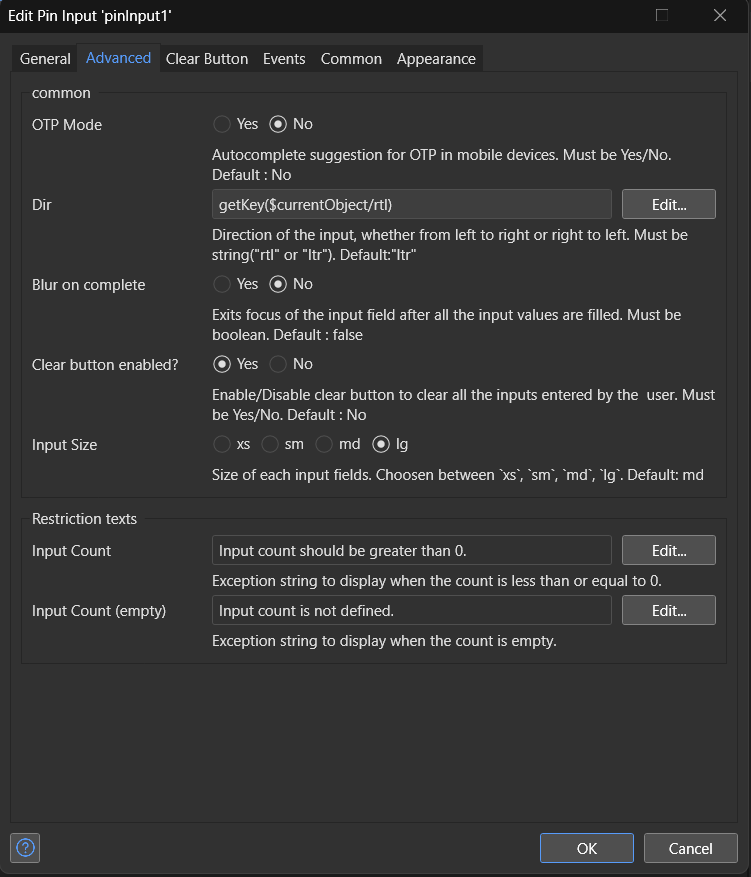 Edit Pin Input 'pinInput1'
General Advanced Clear Button Events Common Appearance
common
OTP Mode Yes No
Autocomplete suggestion for OTP in mobile devices. Must be Yes/No.
Default : No
Dir getKey($currentObject/rtl) Edit...
Direction of the input, whether from left to right or right to left. Must be
string("rtl" or "ltr"). Default:"ltr"
Blur on complete Yes No
Exits focus of the input field after all the input values are filled. Must be
boolean. Default : false
Clear button enabled? Yes No
Enable/Disable clear button to clear all the inputs entered by the  user. Must
be Yes/No. Default : No
Input Size xs sm md lg
Size of each input fields. Choosen between `xs`, `sm`, `md`, `lg`. Default: md
Restriction texts
Input Count Input count should be greater than 0. Edit...
Exception string to display when the count is less than or equal to 0.
Input Count (empty) Input count is not defined. Edit...
Exception string to display when the count is empty.
? OK Cancel